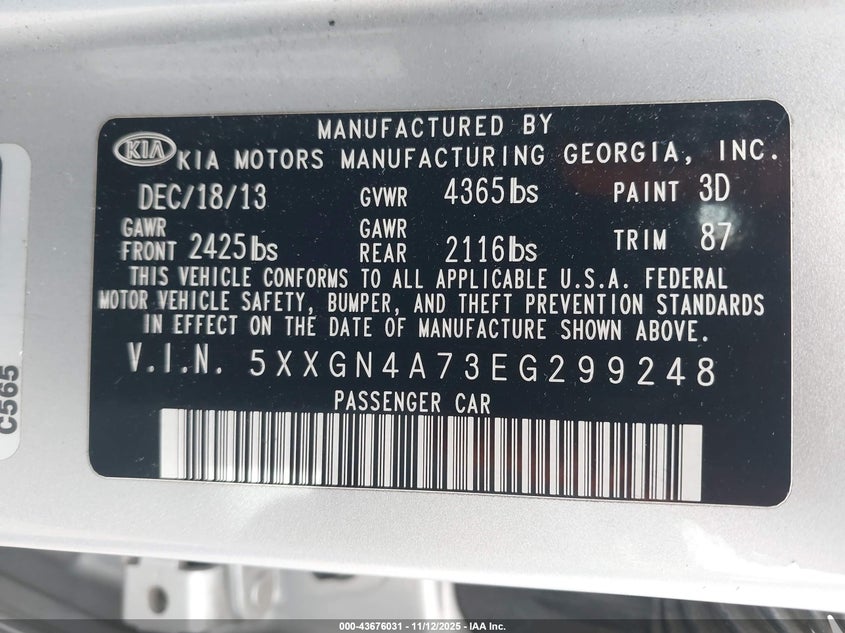 MANUFACTURED BY
KIA KIA MOTORS MANUFACTURING GEORGIA, INC.
DEC/18/13 GVWR 4365lbs PAINT 3D
GAWR FRONT 2425lbs GAWR REAR 2116lbs TRIM 87
THIS VEHICLE CONFORMS TO ALL APPLICABLE U.S.A. FEDERAL
MOTOR VEHICLE SAFETY, BUMPER, AND THEFT PREVENTION STANDARDS
IN EFFECT ON THE DATE OF MANUFACTURE SHOWN ABOVE.
V.I.N. 5XXGN4A73EG299248
PASSENGER CAR
C565
000-43676031 - 11/12/2025 - IAA Inc.